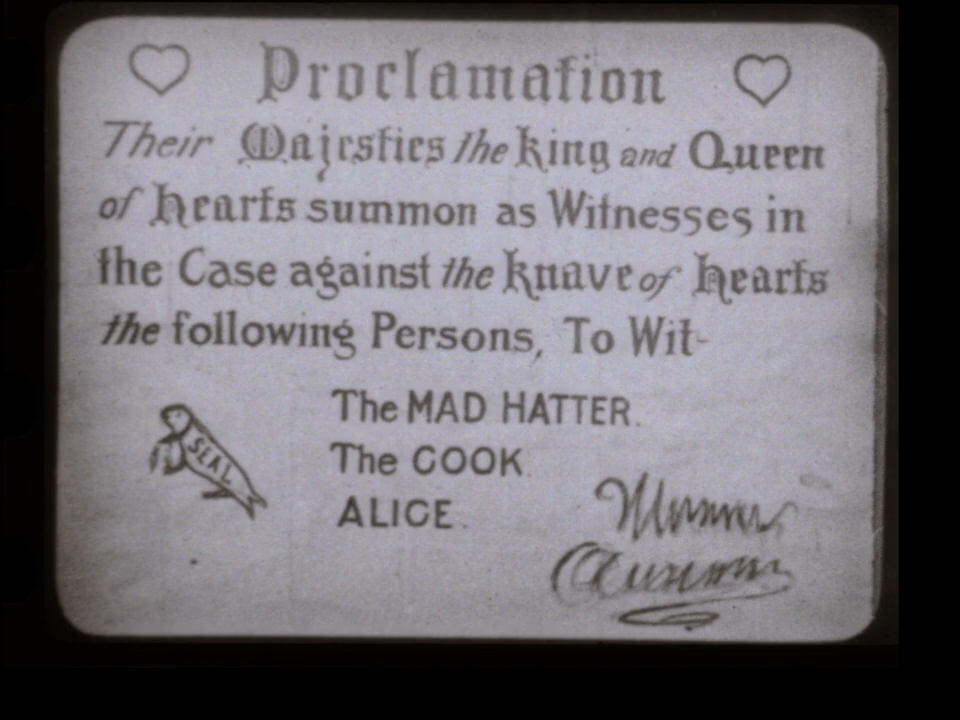 Proclamation
Their Majesties the King and Queen
of Hearts summon as Witnesses in
the Case against the Knave of Hearts
the following Persons, To Wit-
The MAD HATTER.
The COOK.
ALICE.
SEAL